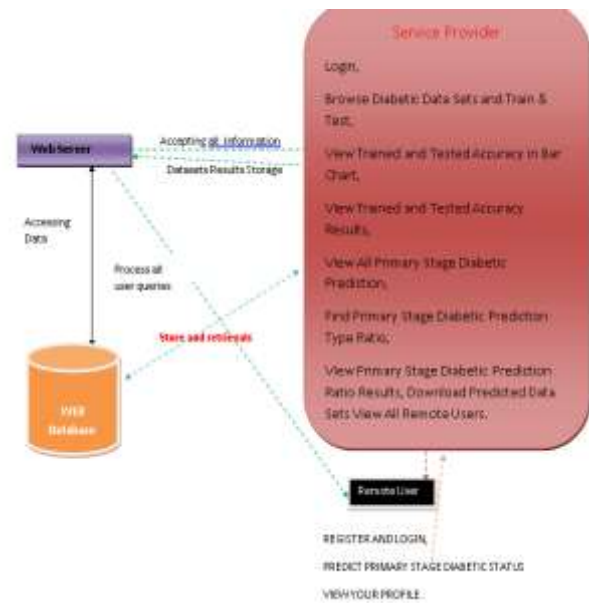 Service Provider
Login,
Browse Diabetic Data Sets and Train &
Test,
View Trained and Tested Accuracy in Bar
Chart,
View Trained and Tested Accuracy
Results,
View All Primary Stage Diabetic
Prediction,
Find Primary Stage Diabetic Prediction
Type Ratio,
View Primary Stage Diabetic Prediction
Ratio Results, Download Predicted Data
Sets View All Remote Users.
Web Server
Accepting all Information
Datasets Results Storage
Accessing
Data
Process all
user queries
Store and retrievals
WEB
Database
Remote User
REGISTER AND LOGIN,
PREDICT PRIMARY STAGE DIABETIC STATUS
VIEW YOUR PROFILE.